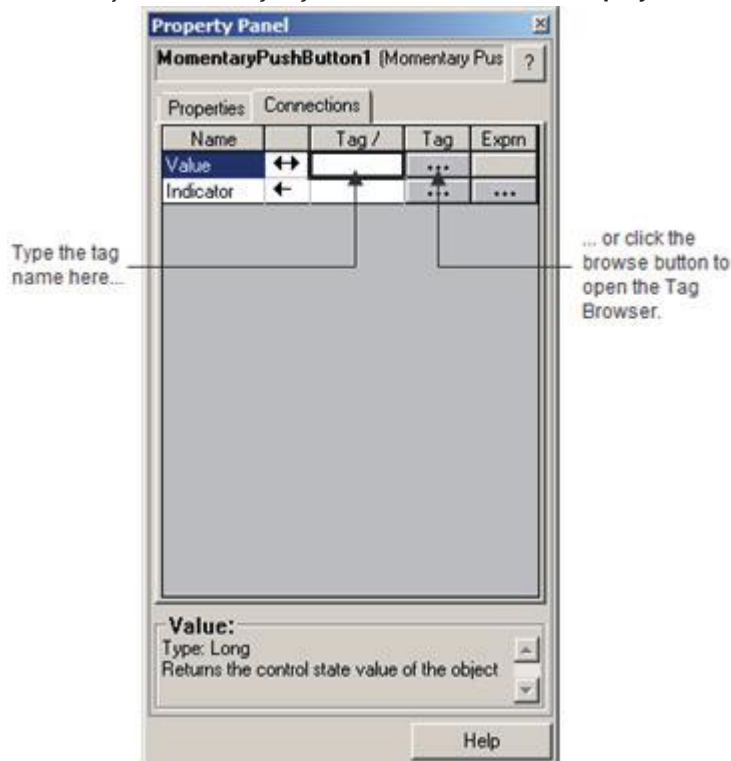 Property Panel
MomentaryPushButton1 (Momentary Pus
?
Properties Connections
Name Tag / Tag Exprn
Value ...
Indicator ... ...
Type the tag
name here...
... or click the
browse button to
open the Tag
Browser.
Value:
Type: Long
Returns the control state value of the object
Help